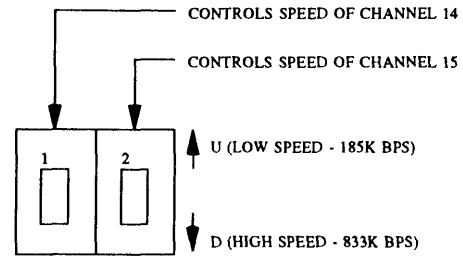 CONTROLS SPEED OF CHANNEL 14
CONTROLS SPEED OF CHANNEL 15
1 2
U (LOW SPEED - 185K BPS)
D (HIGH SPEED - 833K BPS)